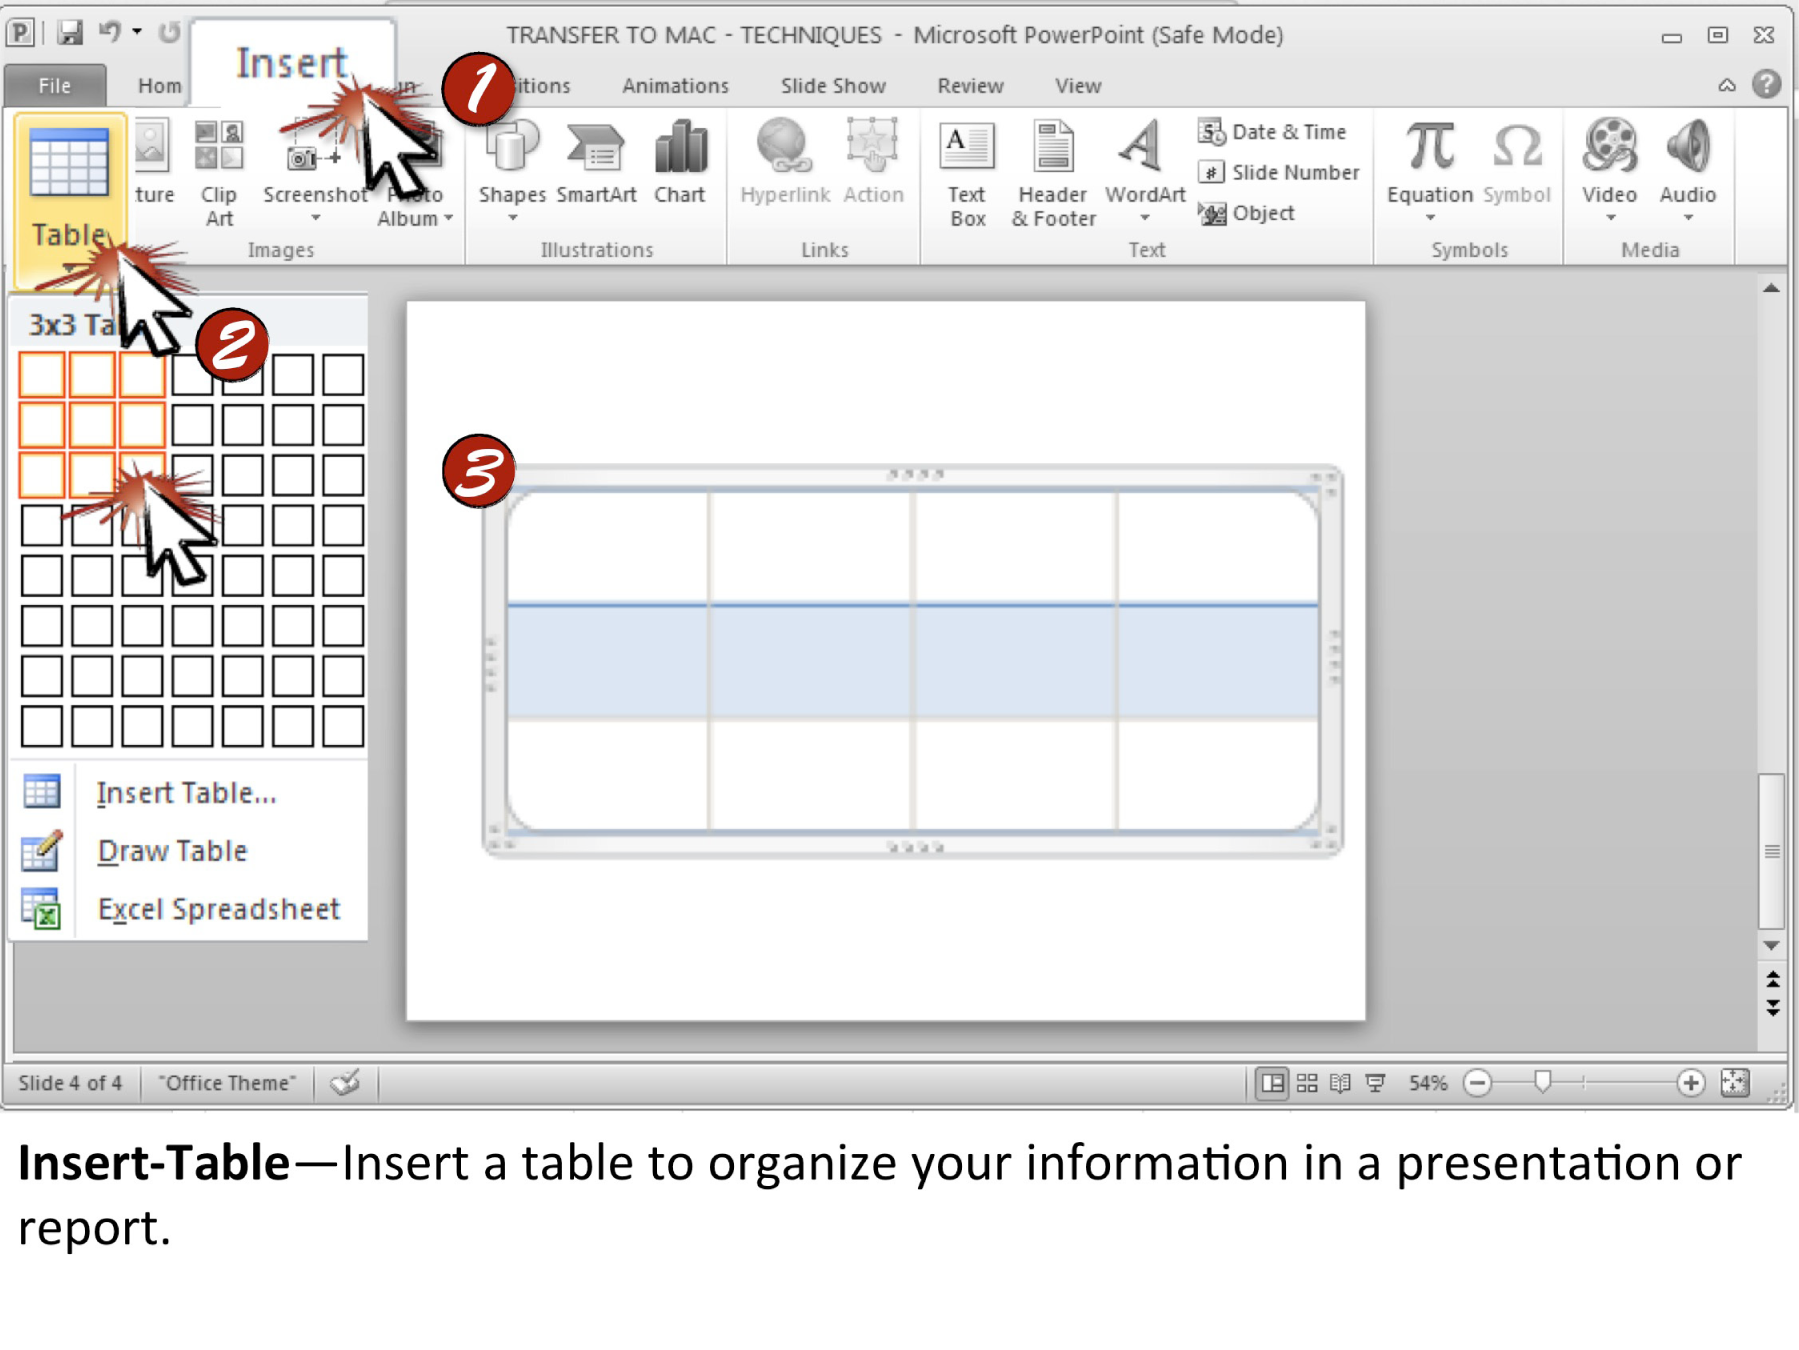 TRANSFER TO MAC - TECHNIQUES - Microsoft PowerPoint (Safe Mode)
Insert
1
File Hom itions Animations Slide Show Review View
Table
ture
Clip Art
Screenshot
Photo Album
Images
Shapes SmartArt Chart
Illustrations
Hyperlink Action
Links
Text Box
Header & Footer
WordArt
Date & Time
# Slide Number
Object
Text
Equation Symbol
Symbols
Video Audio
Media
3x3 Ta
2
3
Insert Table...
Draw Table
Excel Spreadsheet
Slide 4 of 4 "Office Theme" 54%
Insert-Table—Insert a table to organize your information in a presentation or
report.